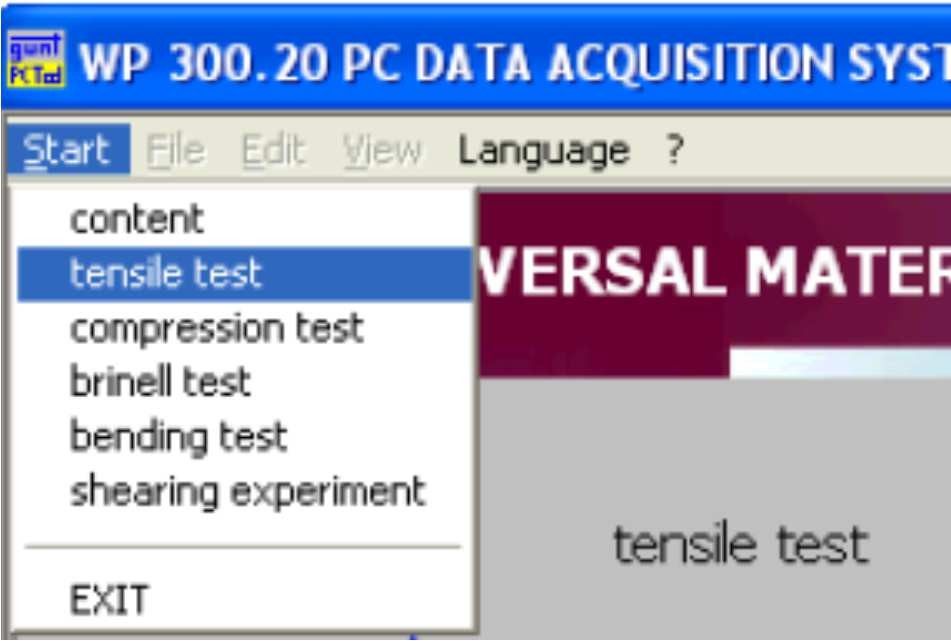 gunt
WP 300.20 PC DATA ACQUISITION SYST
Start File Edit View Language ?
content
tensile test
compression test
brinell test
bending test
shearing experiment
EXIT
VERSAL MATER
tensile test